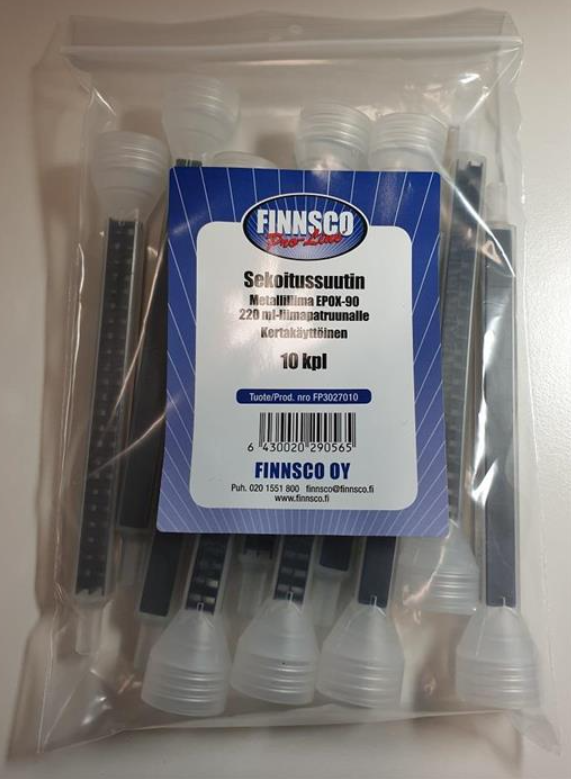 FINNSCO
Pro-Line
Sekoitussuutin
Metalliliima EPOX-90
220 ml-liimapatruunalle
Kertakäyttöinen
10 kpl
Tuote/Prod. nro FP3027010
6 430020 290565
FINNSCO OY
Puh. 020 1551 800 finnsco@finnsco.fi
www.finnsco.fi